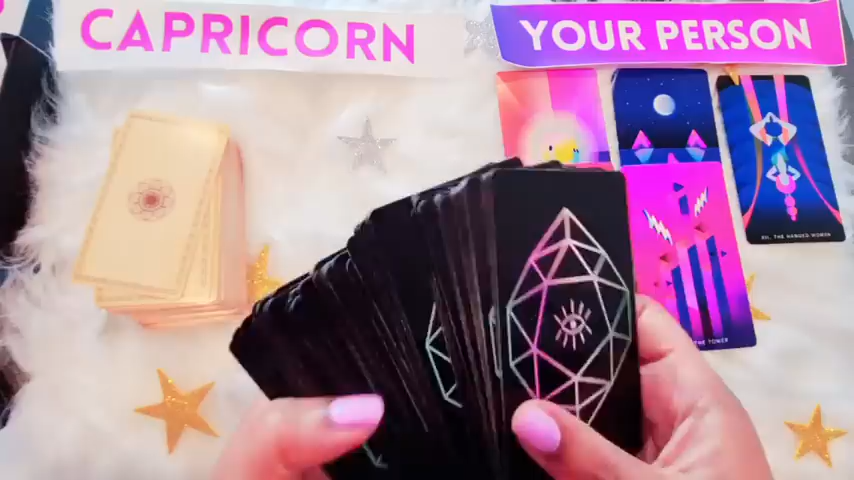 CAPRICORN
YOUR PERSON
XII. THE HANGED WOMAN
THE TOWER